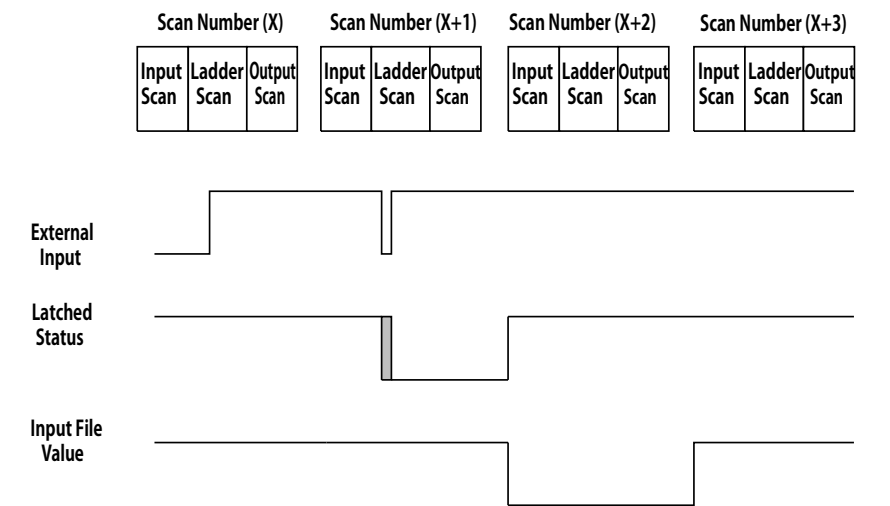 Scan Number (X) Scan Number (X+1) Scan Number (X+2) Scan Number (X+3)
Input Scan Ladder Scan Output Scan Input Scan Ladder Scan Output Scan Input Scan Ladder Scan Output Scan Input Scan Ladder Scan Output Scan
External
Input
Latched
Status
Input File
Value